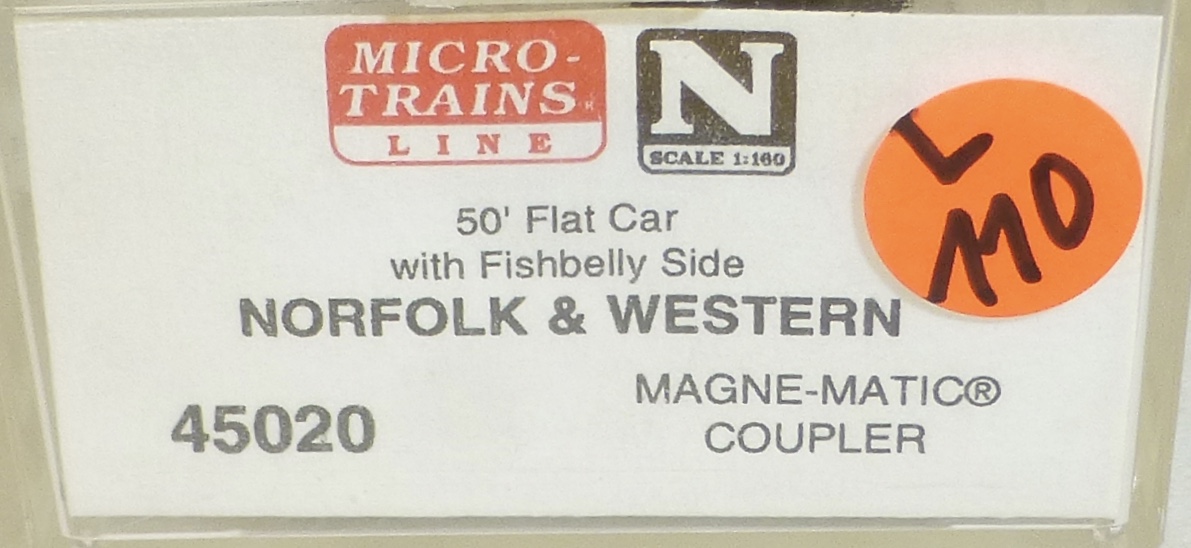 MICRO-
TRAINS®
LINE
N
SCALE 1:160
L
MO
50' Flat Car
with Fishbelly Side
NORFOLK & WESTERN
45020
MAGNE-MATIC®
COUPLER